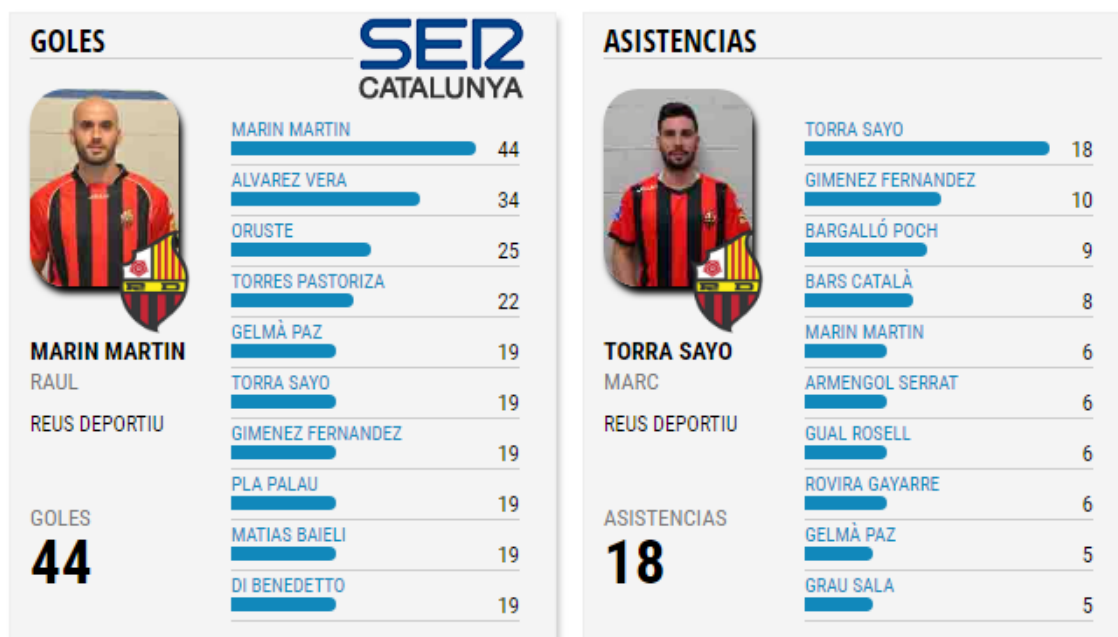 GOLES
SER
CATALUNYA
MARIN MARTIN
44
ALVAREZ VERA
34
ORUSTE
25
TORRES PASTORIZA
22
GELMÀ PAZ
19
TORRA SAYO
19
GIMENEZ FERNANDEZ
19
PLA PALAU
19
MATIAS BAIELI
19
DI BENEDETTO
19
R D
MARIN MARTIN
RAUL
REUS DEPORTIU
GOLES
44
ASISTENCIAS
TORRA SAYO
18
GIMENEZ FERNANDEZ
10
BARGALLÓ POCH
9
BARS CATALÀ
8
MARIN MARTIN
6
ARMENGOL SERRAT
6
GUAL ROSELL
6
ROVIRA GAYARRE
6
GELMÀ PAZ
5
GRAU SALA
5
R D
TORRA SAYO
MARC
REUS DEPORTIU
ASISTENCIAS
18